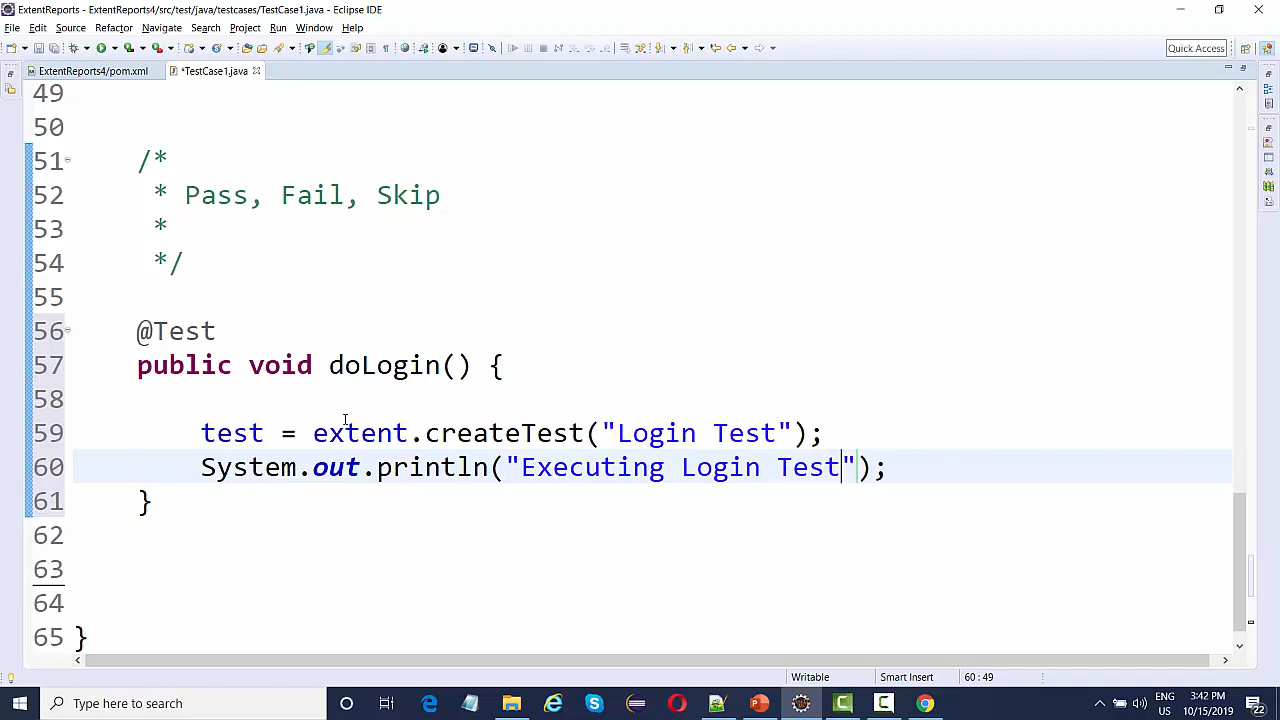 ExtentReports - ExtentReports4/src/test/java/testcases/TestCase1.java - Eclipse IDE
File Edit Source Refactor Navigate Search Project Run Window Help
Quick Access
ExtentReports4/pom.xml *TestCase1.java
49
50
51 /*
52 * Pass, Fail, Skip
53 *
54 */
55
56 @Test
57 public void doLogin() {
58
59 test = extent.createTest("Login Test");
60 System.out.println("Executing Login Test");
61 }
62
63
64
65 }
Writable Smart Insert 60 : 49
Type here to search
ENG 3:42 PM
US 10/15/2019 22